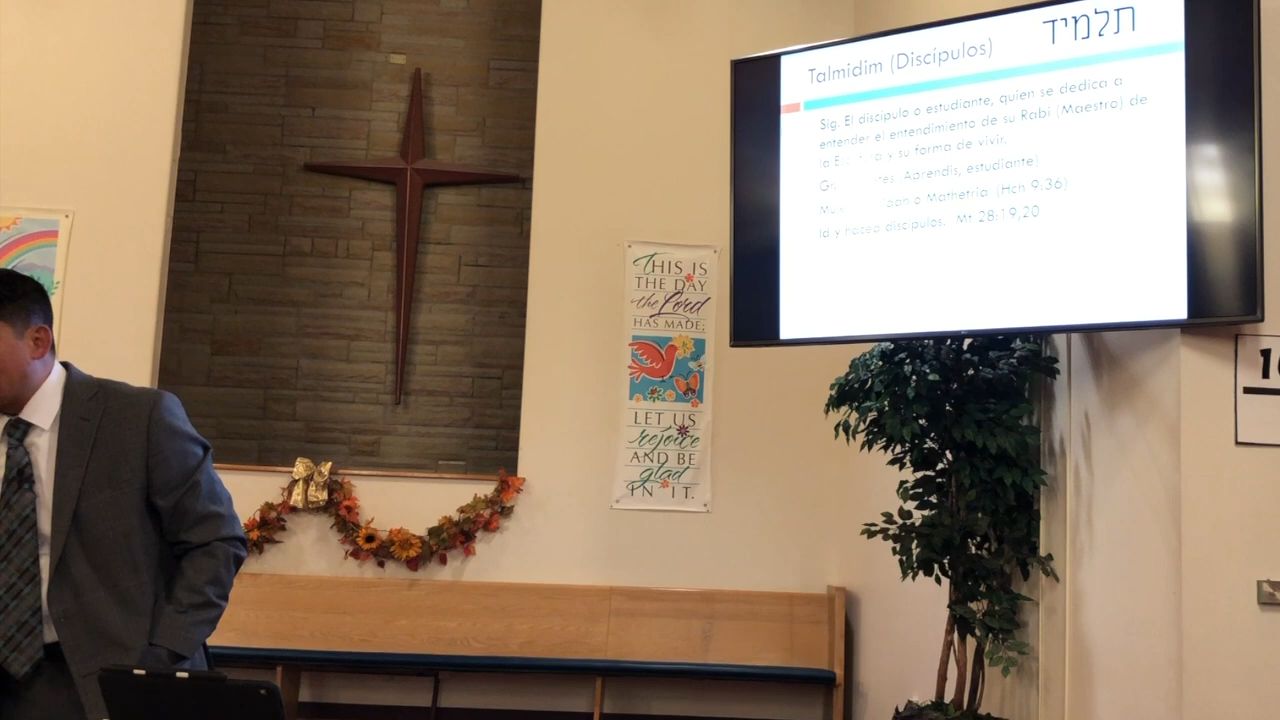 Talmidim (Discípulos) תלמיד
Sig. El discípulo o estudiante, quien se dedica a
entender el entendimiento de su Rabí (Maestro) de
la y su forma de vivir.
Aprendis, estudiante)
o Mathetria (Hch 9:36)
Id y haced discípulos. Mt 28:19,20
THIS IS
THE DAY
the Lord
HAS MADE;
LET US
rejoice
AND BE
glad
IN IT.